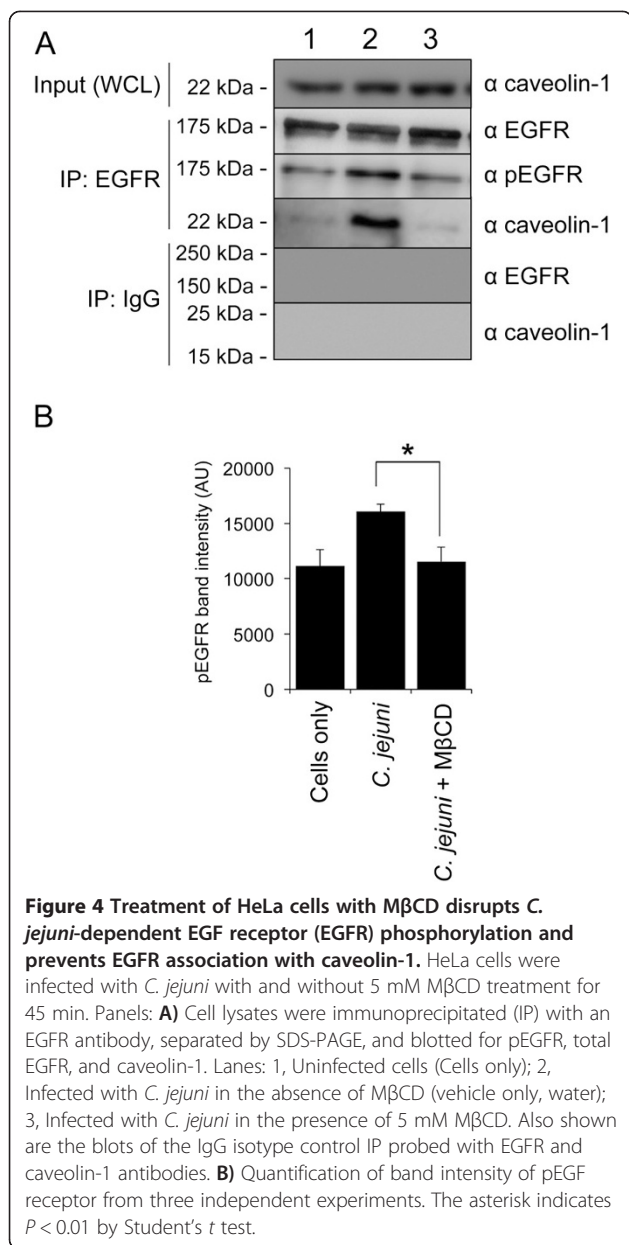 A
1 2 3
Input (WCL) 22 kDa - α caveolin-1
175 kDa - α EGFR
IP: EGFR 175 kDa - α pEGFR
22 kDa - α caveolin-1
250 kDa -
α EGFR
150 kDa -
IP: IgG
25 kDa -
α caveolin-1
15 kDa -
B
*
20000
15000
10000
5000
0
pEGFR band intensity (AU)
Cells only
C. jejuni
C. jejuni + MβCD
Figure 4 Treatment of HeLa cells with MβCD disrupts C.
jejuni-dependent EGF receptor (EGFR) phosphorylation and
prevents EGFR association with caveolin-1. HeLa cells were
infected with C. jejuni with and without 5 mM MβCD treatment for
45 min. Panels: A) Cell lysates were immunoprecipitated (IP) with an
EGFR antibody, separated by SDS-PAGE, and blotted for pEGFR, total
EGFR, and caveolin-1. Lanes: 1, Uninfected cells (Cells only); 2,
Infected with C. jejuni in the absence of MβCD (vehicle only, water);
3, Infected with C. jejuni in the presence of 5 mM MβCD. Also shown
are the blots of the IgG isotype control IP probed with EGFR and
caveolin-1 antibodies. B) Quantification of band intensity of pEGF
receptor from three independent experiments. The asterisk indicates
P < 0.01 by Student's t test.